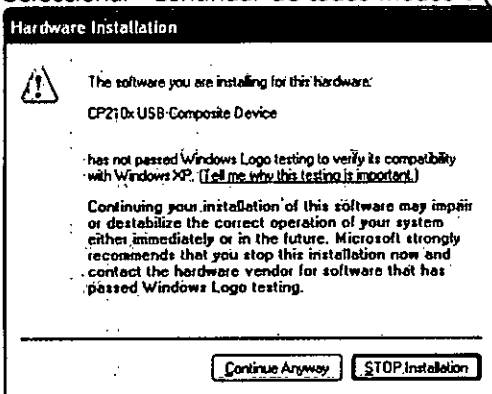 Hardware Installation
The software you are installing for this hardware:
CP210x USB Composite Device
has not passed Windows Logo testing to verify its compatibility
with Windows XP. (Tell me why this testing is important.)
Continuing your installation of this software may impair
or destabilize the correct operation of your system
either immediately or in the future. Microsoft strongly
recommends that you stop this installation now and
contact the hardware vendor for software that has
passed Windows Logo testing.
Continue Anyway STOP Installation